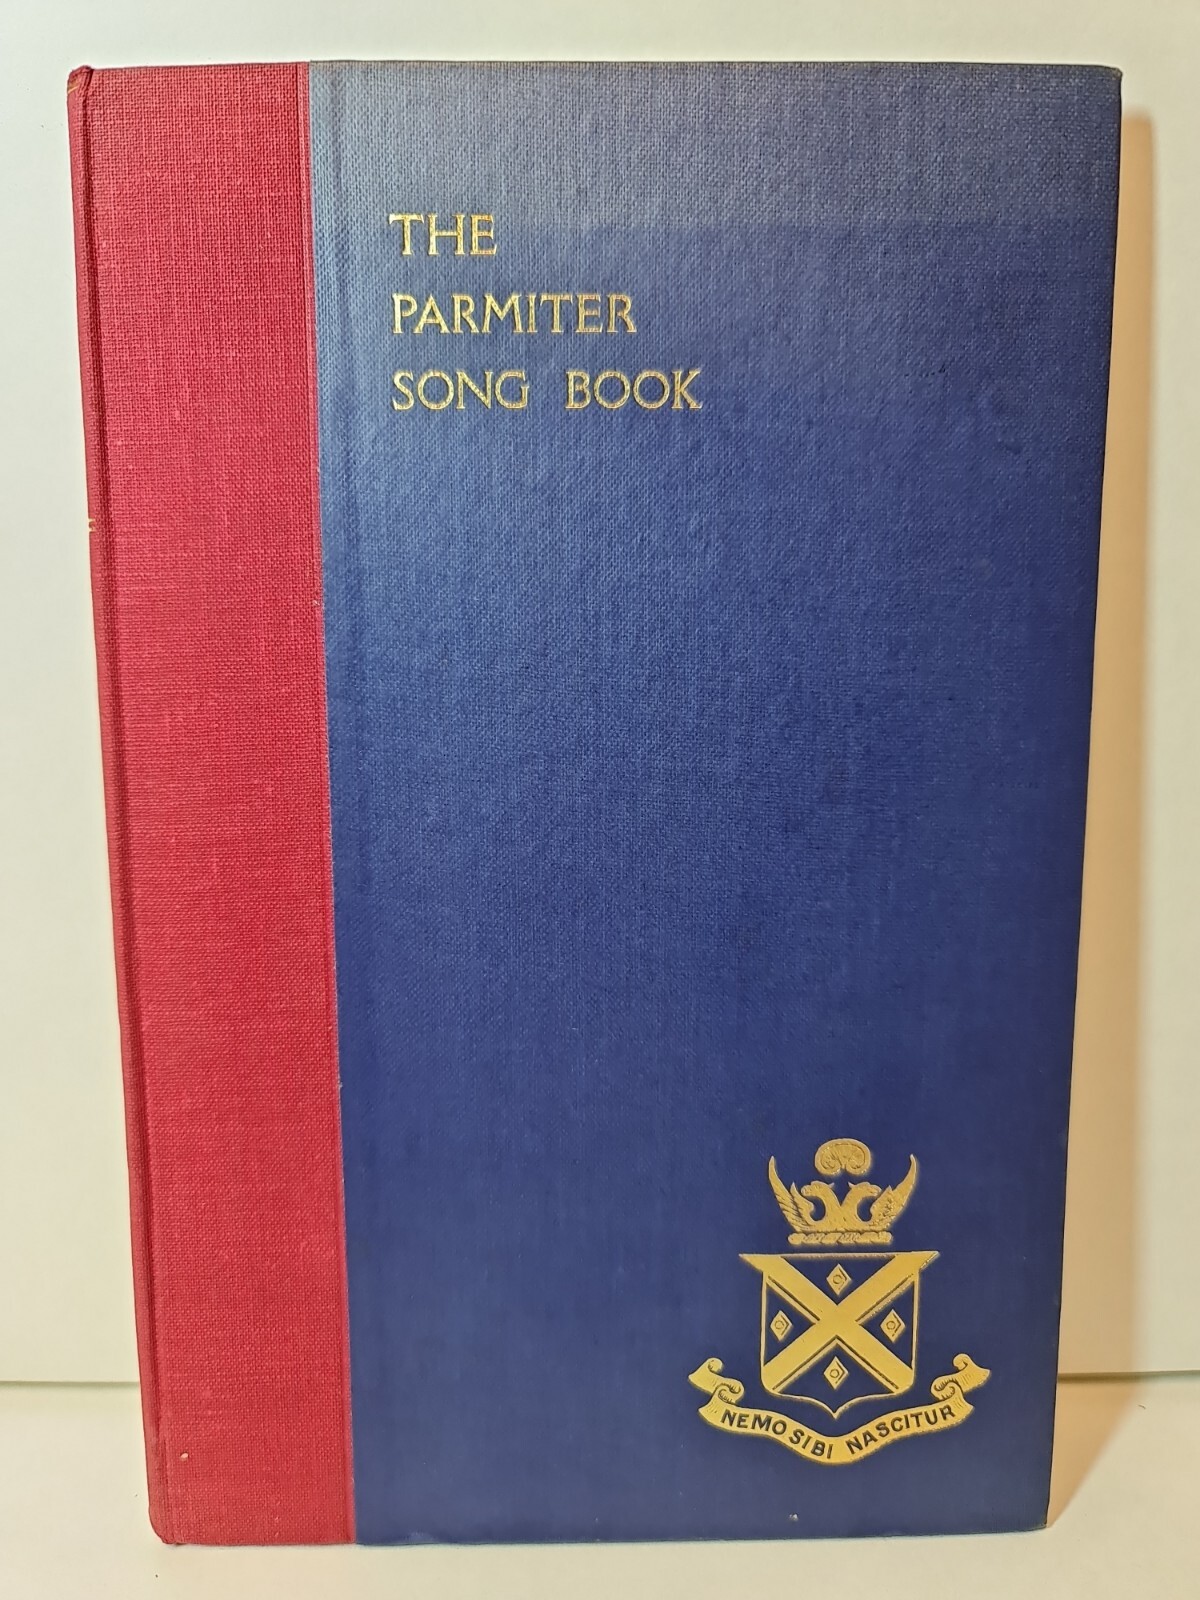 THE
PARMITER
SONG BOOK
NEMO SIBI NASCITUR